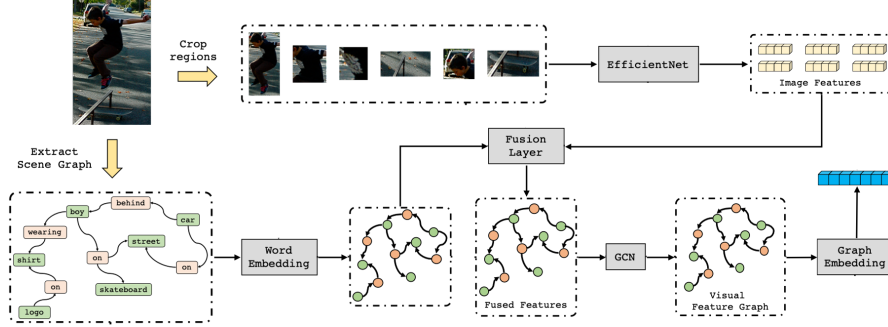 Crop
regions
EfficientNet
Image Features
Extract
Scene Graph
Fusion
Layer
behind
boy
car
wearing
street
shirt
on
on
on
skateboard
logo
Word
Embedding
Fused Features
GCN
Visual
Feature Graph
Graph
Embedding